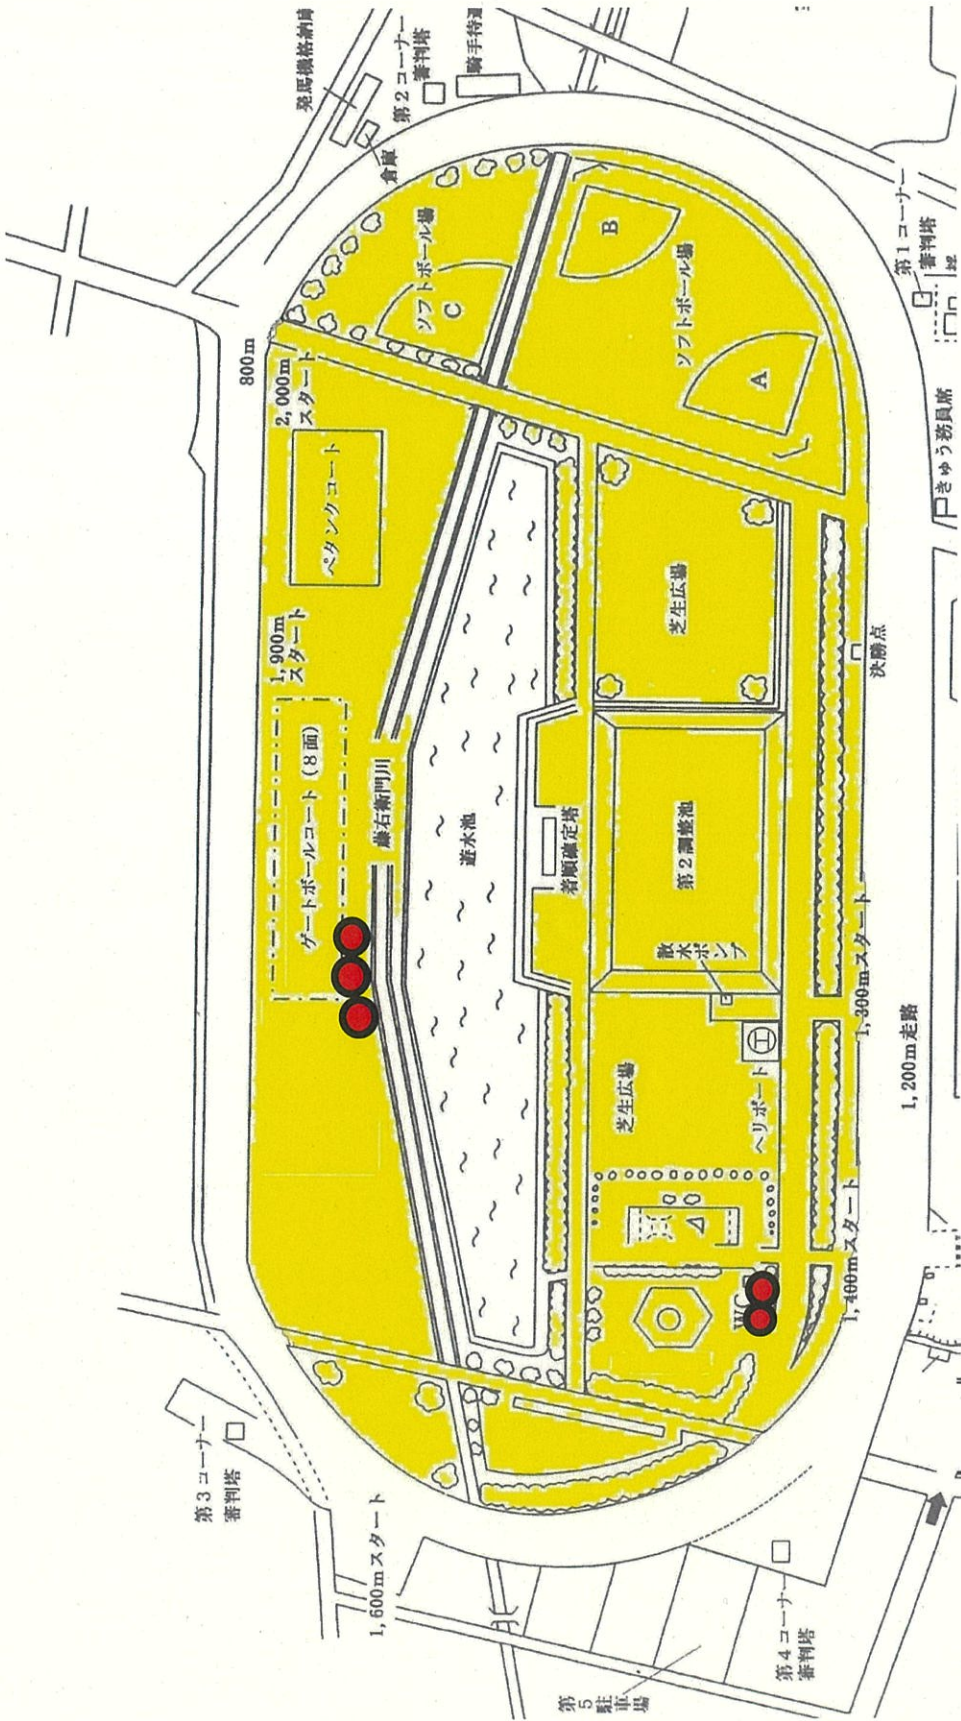 発馬機格納庫
第2コーナー
審判塔
騎手待避
倉庫
800m
2,000m
スタート
ソフトボール場
C
B
ソフトボール場
A
第1コーナー
審判塔
ペタンクコート
きゅう務員席
1,900m
スタート
芝生広場
決勝点
ゲートボールコート(8面)
藤右衛門川
遊水池
着順確定塔
第2調整池
散水
ポンプ
1,300mスタート
芝生広場
ヘリポート
H
1,200m走路
WC
1,400mスタート
第3コーナー
審判塔
1,600mスタート
第4コーナー
審判塔
第5駐車場